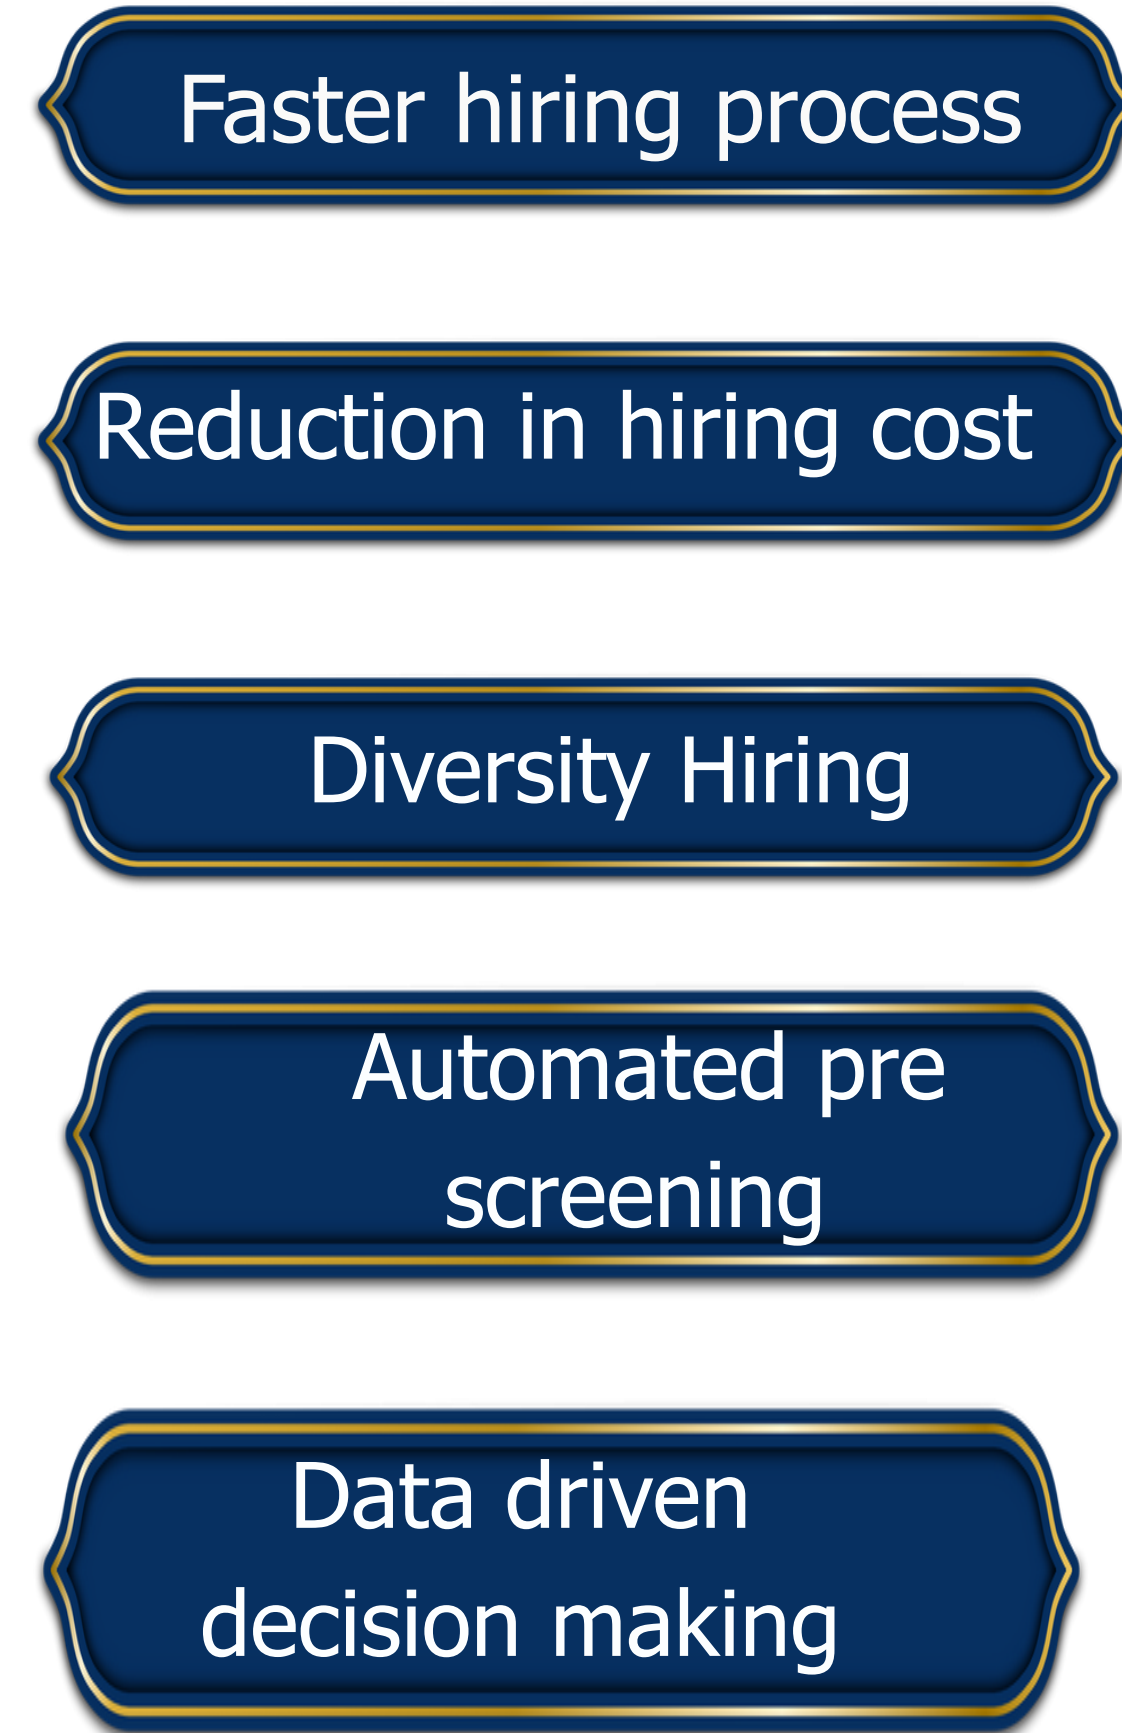 Faster hiring process
Reduction in hiring cost
Diversity Hiring
Automated pre
screening
Data driven
decision making